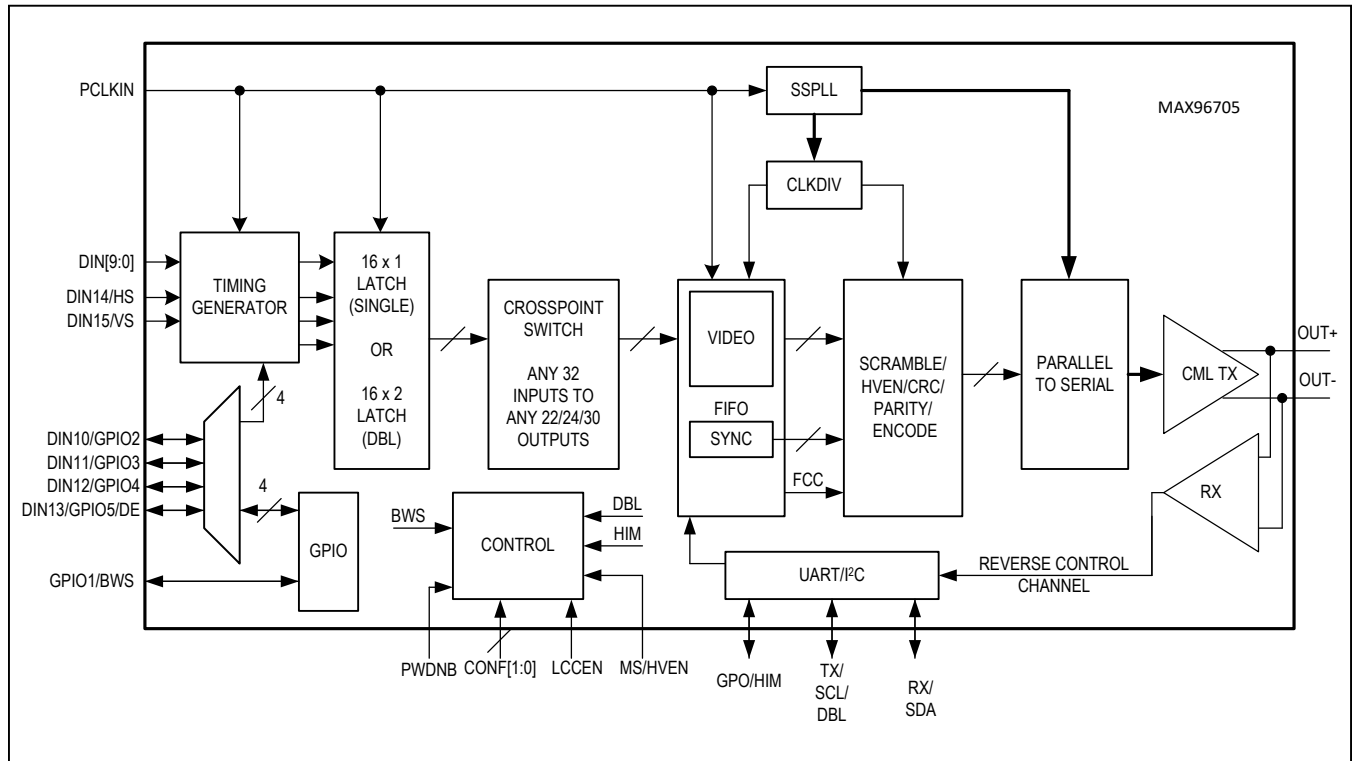 PCLKIN
SSPLL
MAX96705
CLKDIV
DIN[9:0]
DIN14/HS
DIN15/VS
TIMING
GENERATOR
16 x 1
LATCH
(SINGLE)
OR
16 x 2
LATCH
(DBL)
CROSSPOINT
SWITCH
ANY 32
INPUTS TO
ANY 22/24/30
OUTPUTS
VIDEO
FIFO
SYNC
FCC
SCRAMBLE/
HVEN/CRC/
PARITY/
ENCODE
PARALLEL
TO SERIAL
CML TX
OUT+
OUT-
RX
4
DIN10/GPIO2
DIN11/GPIO3
DIN12/GPIO4
DIN13/GPIO5/DE
4
GPIO
GPIO1/BWS
BWS
CONTROL
DBL
HIM
UART/I²C
REVERSE CONTROL
CHANNEL
PWDNB
CONF[1:0]
LCCEN
MS/HVEN
GPO/HIM
TX/
SCL/
DBL
RX/
SDA